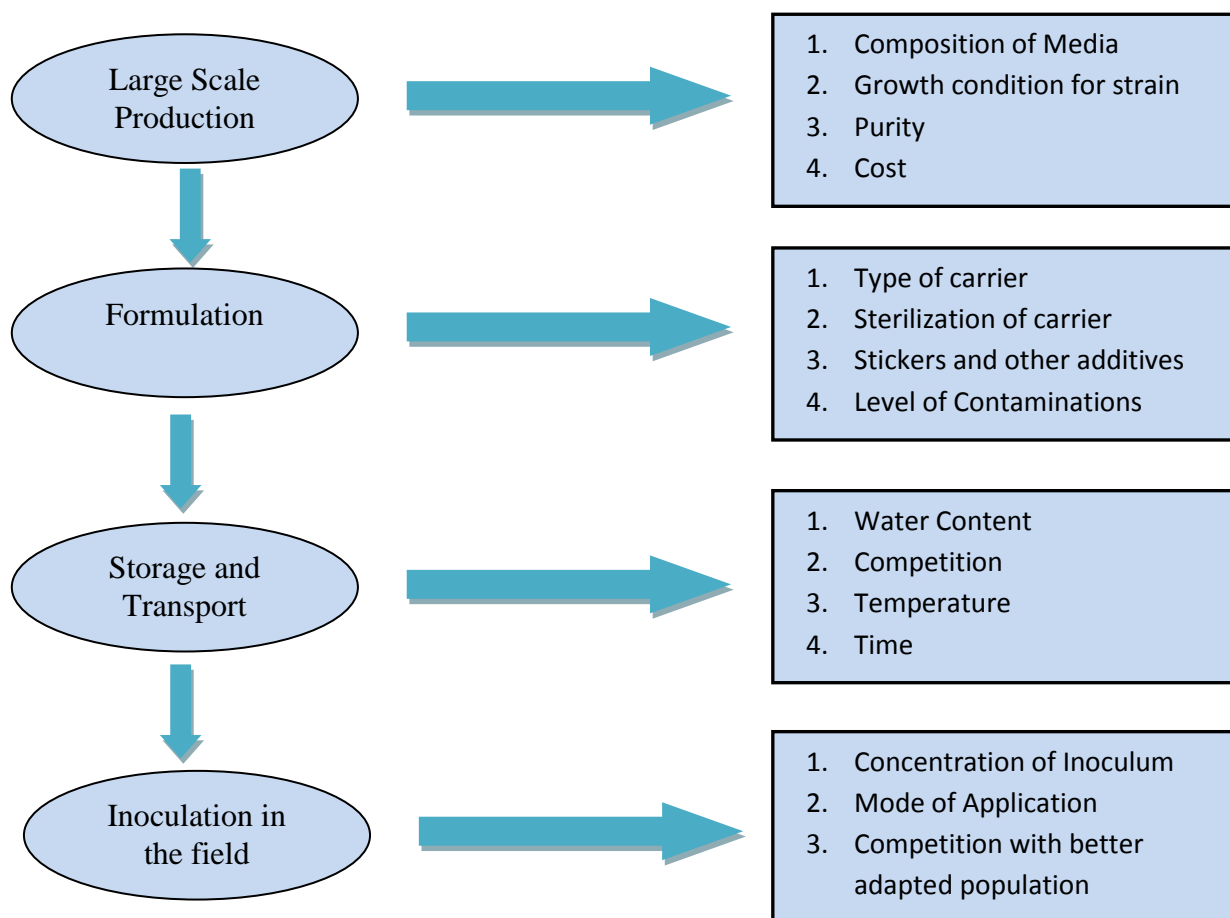 Large Scale
Production
1. Composition of Media
2. Growth condition for strain
3. Purity
4. Cost
Formulation
1. Type of carrier
2. Sterilization of carrier
3. Stickers and other additives
4. Level of Contaminations
Storage and
Transport
1. Water Content
2. Competition
3. Temperature
4. Time
Inoculation in
the field
1. Concentration of Inoculum
2. Mode of Application
3. Competition with better
adapted population